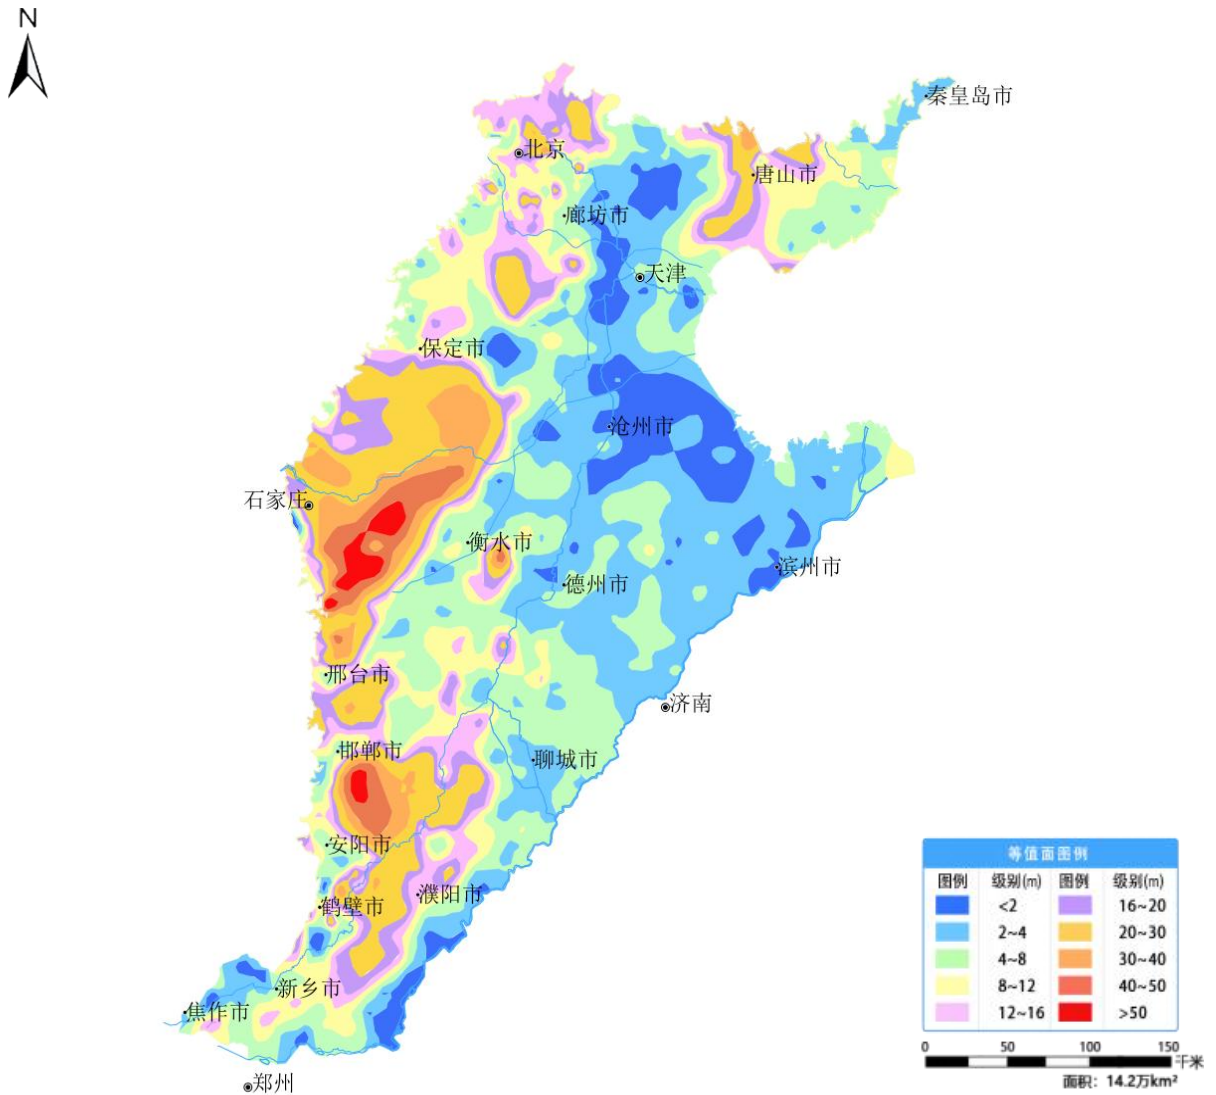 N
秦皇岛市
北京
唐山市
廊坊市
天津
保定市
沧州市
石家庄
衡水市
滨州市
德州市
邢台市
济南
邯郸市
聊城市
安阳市
濮阳市
鹤壁市
新乡市
焦作市
郑州
等值面图例
图例 级别(m) 图例 级别(m)
<2 16~20
2~4 20~30
4~8 30~40
8~12 40~50
12~16 >50
0 50 100 150
千米
面积：14.2万km²